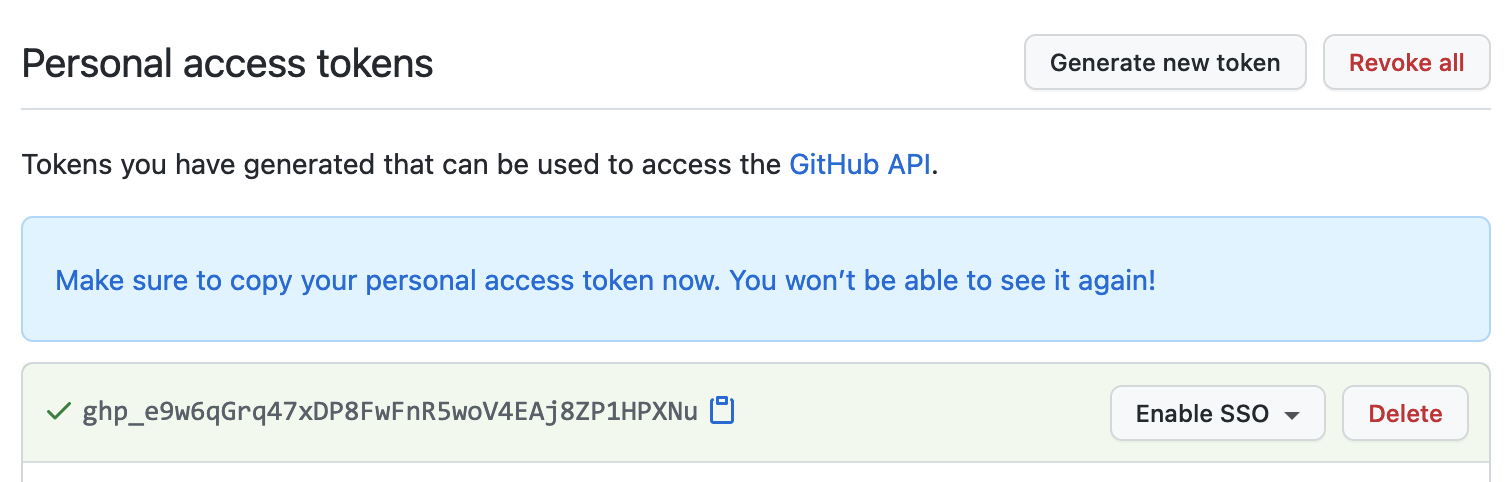 Personal access tokens
Generate new token
Revoke all
Tokens you have generated that can be used to access the GitHub API.
Make sure to copy your personal access token now. You won’t be able to see it again!
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
Enable SSO
Delete